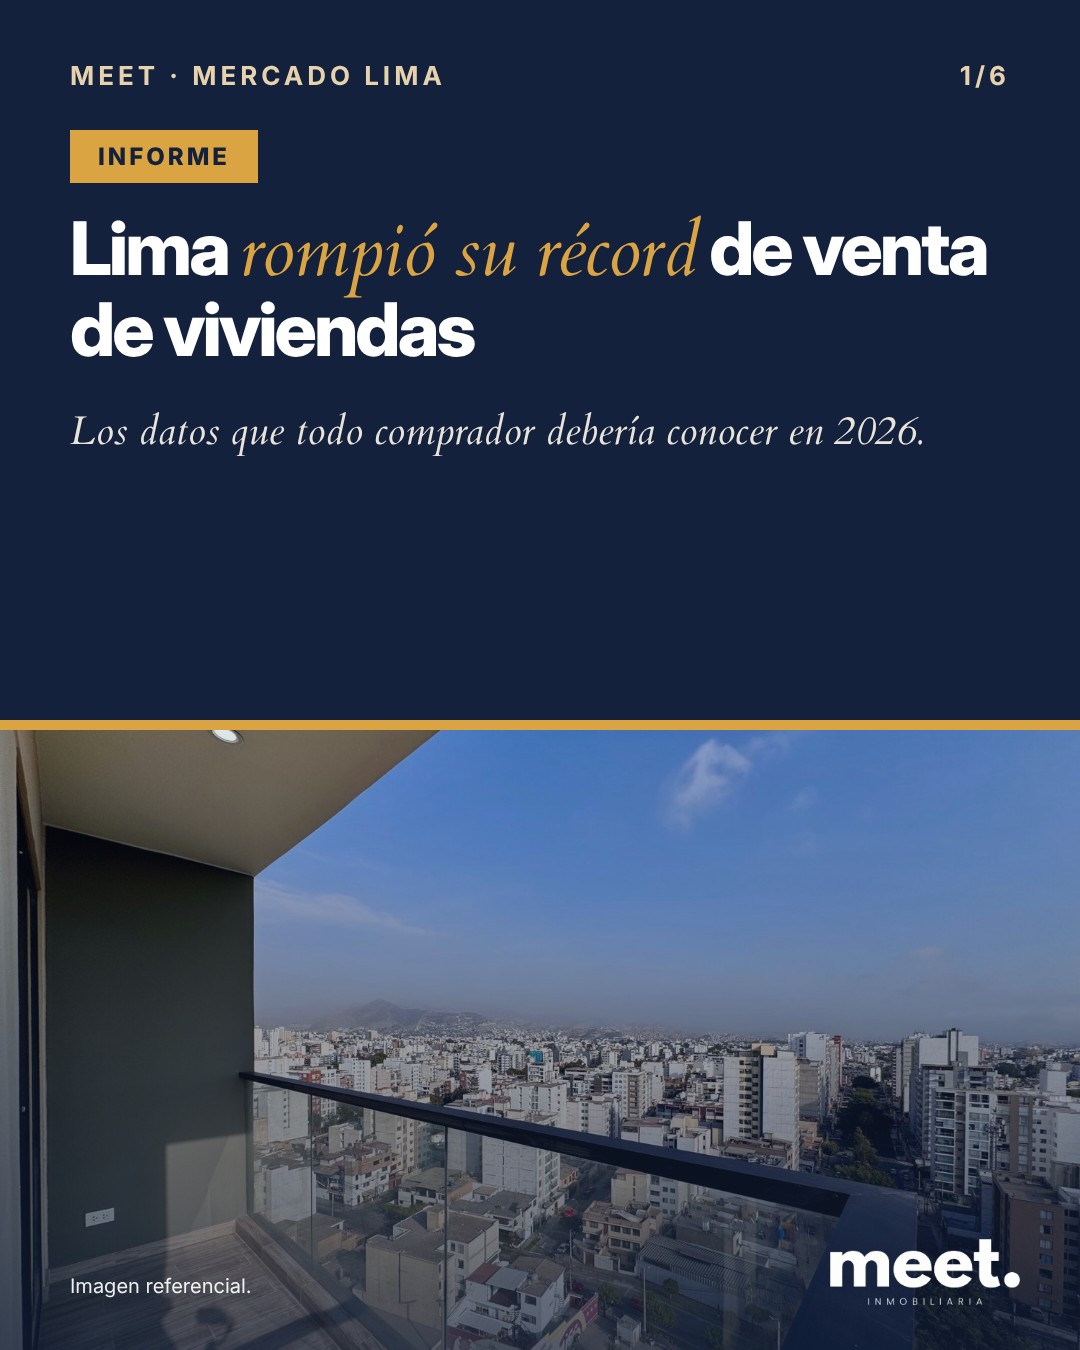 MEET · MERCADO LIMA
1/6
INFORME
Lima rompió su récord de venta
de viviendas
Los datos que todo comprador debería conocer en 2026.
Imagen referencial.
meet.
INMOBILIARIA